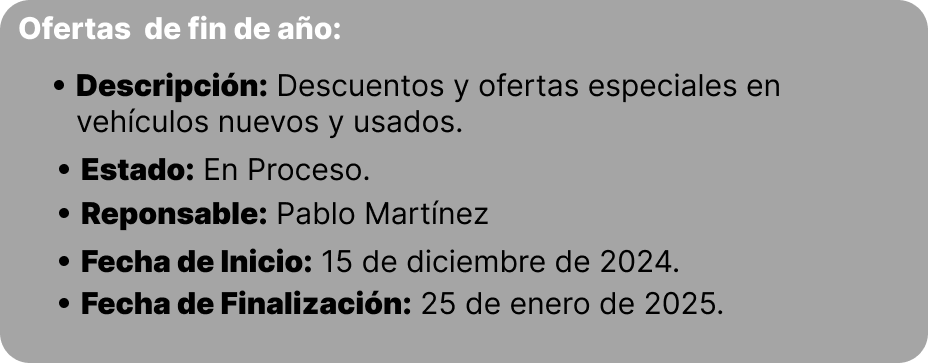 Ofertas  de fin de año:
• Descripción: Descuentos y ofertas especiales en
vehículos nuevos y usados.
• Estado: En Proceso.
• Reponsable: Pablo Martínez
• Fecha de Inicio: 15 de diciembre de 2024.
• Fecha de Finalización: 25 de enero de 2025.